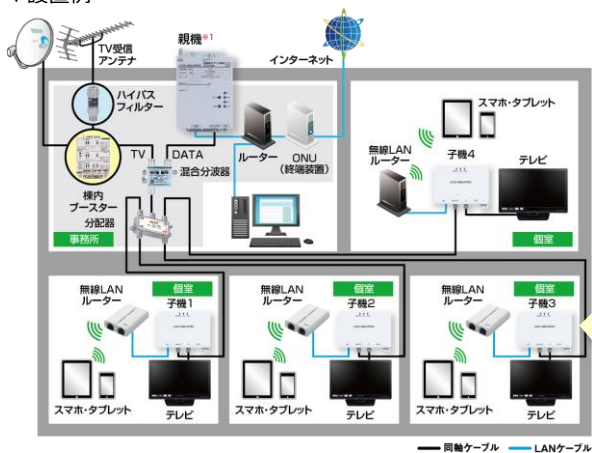 ▼設置例
TV受信
アンテナ
親機※1
インターネット
ハイパス
フィルター
TV
DATA
混合分波器
ルーター
ONU
(終端装置)
棟内
ブースター
分配器
事務所
スマホ・タブレット
無線LAN
ルーター
子機4
テレビ
個室
無線LAN
ルーター
個室
子機1
スマホ・タブレット
テレビ
無線LAN
ルーター
個室
子機2
スマホ・タブレット
テレビ
無線LAN
ルーター
個室
子機3
スマホ・タブレット
テレビ
同軸ケーブル
LANケーブル